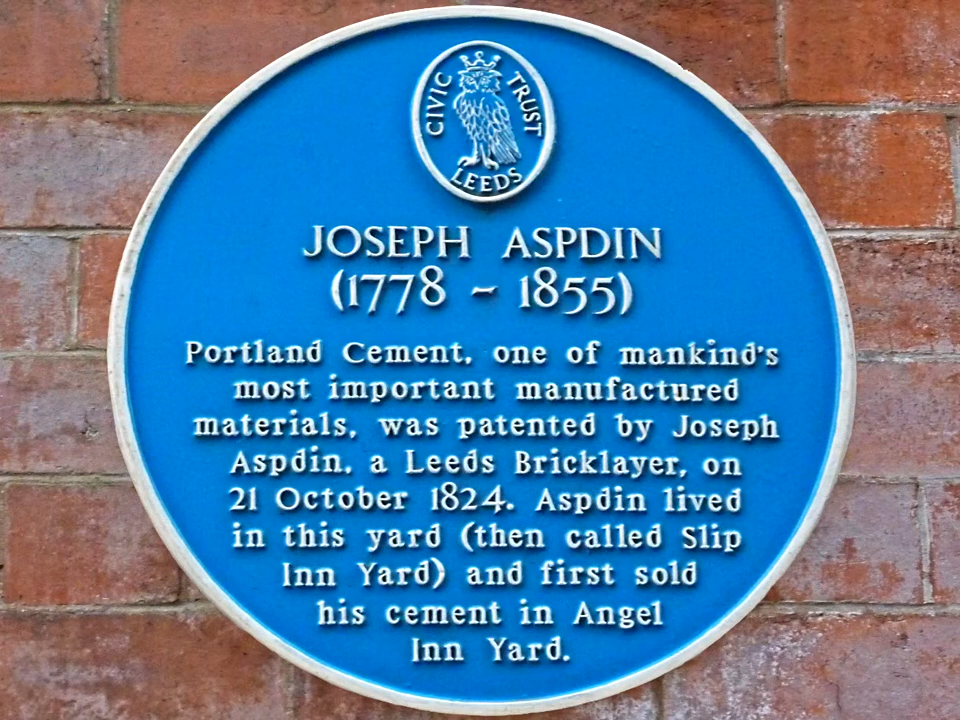 CIVIC TRUST
LEEDS
JOSEPH ASPDIN
(1778 - 1855)
Portland Cement, one of mankind's
most important manufactured
materials, was patented by Joseph
Aspdin, a Leeds Bricklayer, on
21 October 1824. Aspdin lived
in this yard (then called Slip
Inn Yard) and first sold
his cement in Angel
Inn Yard.